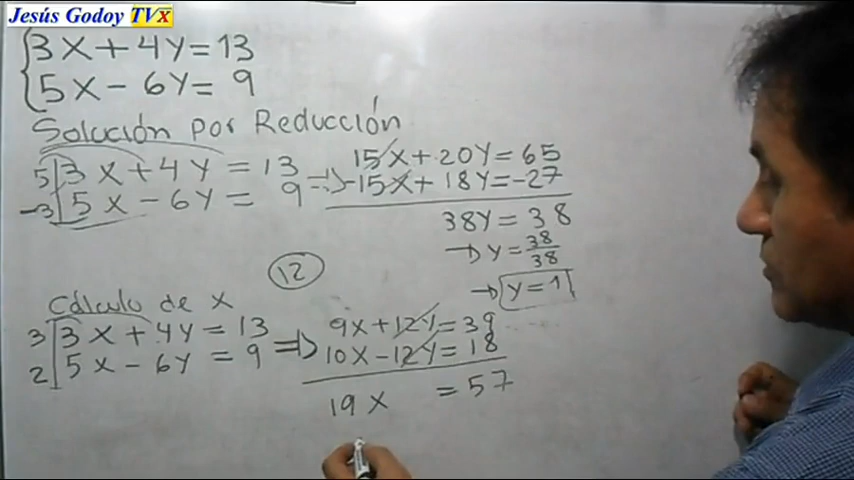 Jesús Godoy TVx
3X + 4Y = 13
5X - 6Y = 9
Solución por Reducción
5 3X + 4Y = 13 => 15X + 20Y = 65
-3 5X - 6Y = 9 -15X + 18Y = -27
38Y = 38
→ Y = 38/38
→ Y = 1
12
Cálculo de X
3 3X + 4Y = 13 => 9X + 12Y = 39
2 5X - 6Y = 9 10X - 12Y = 18
19X = 57